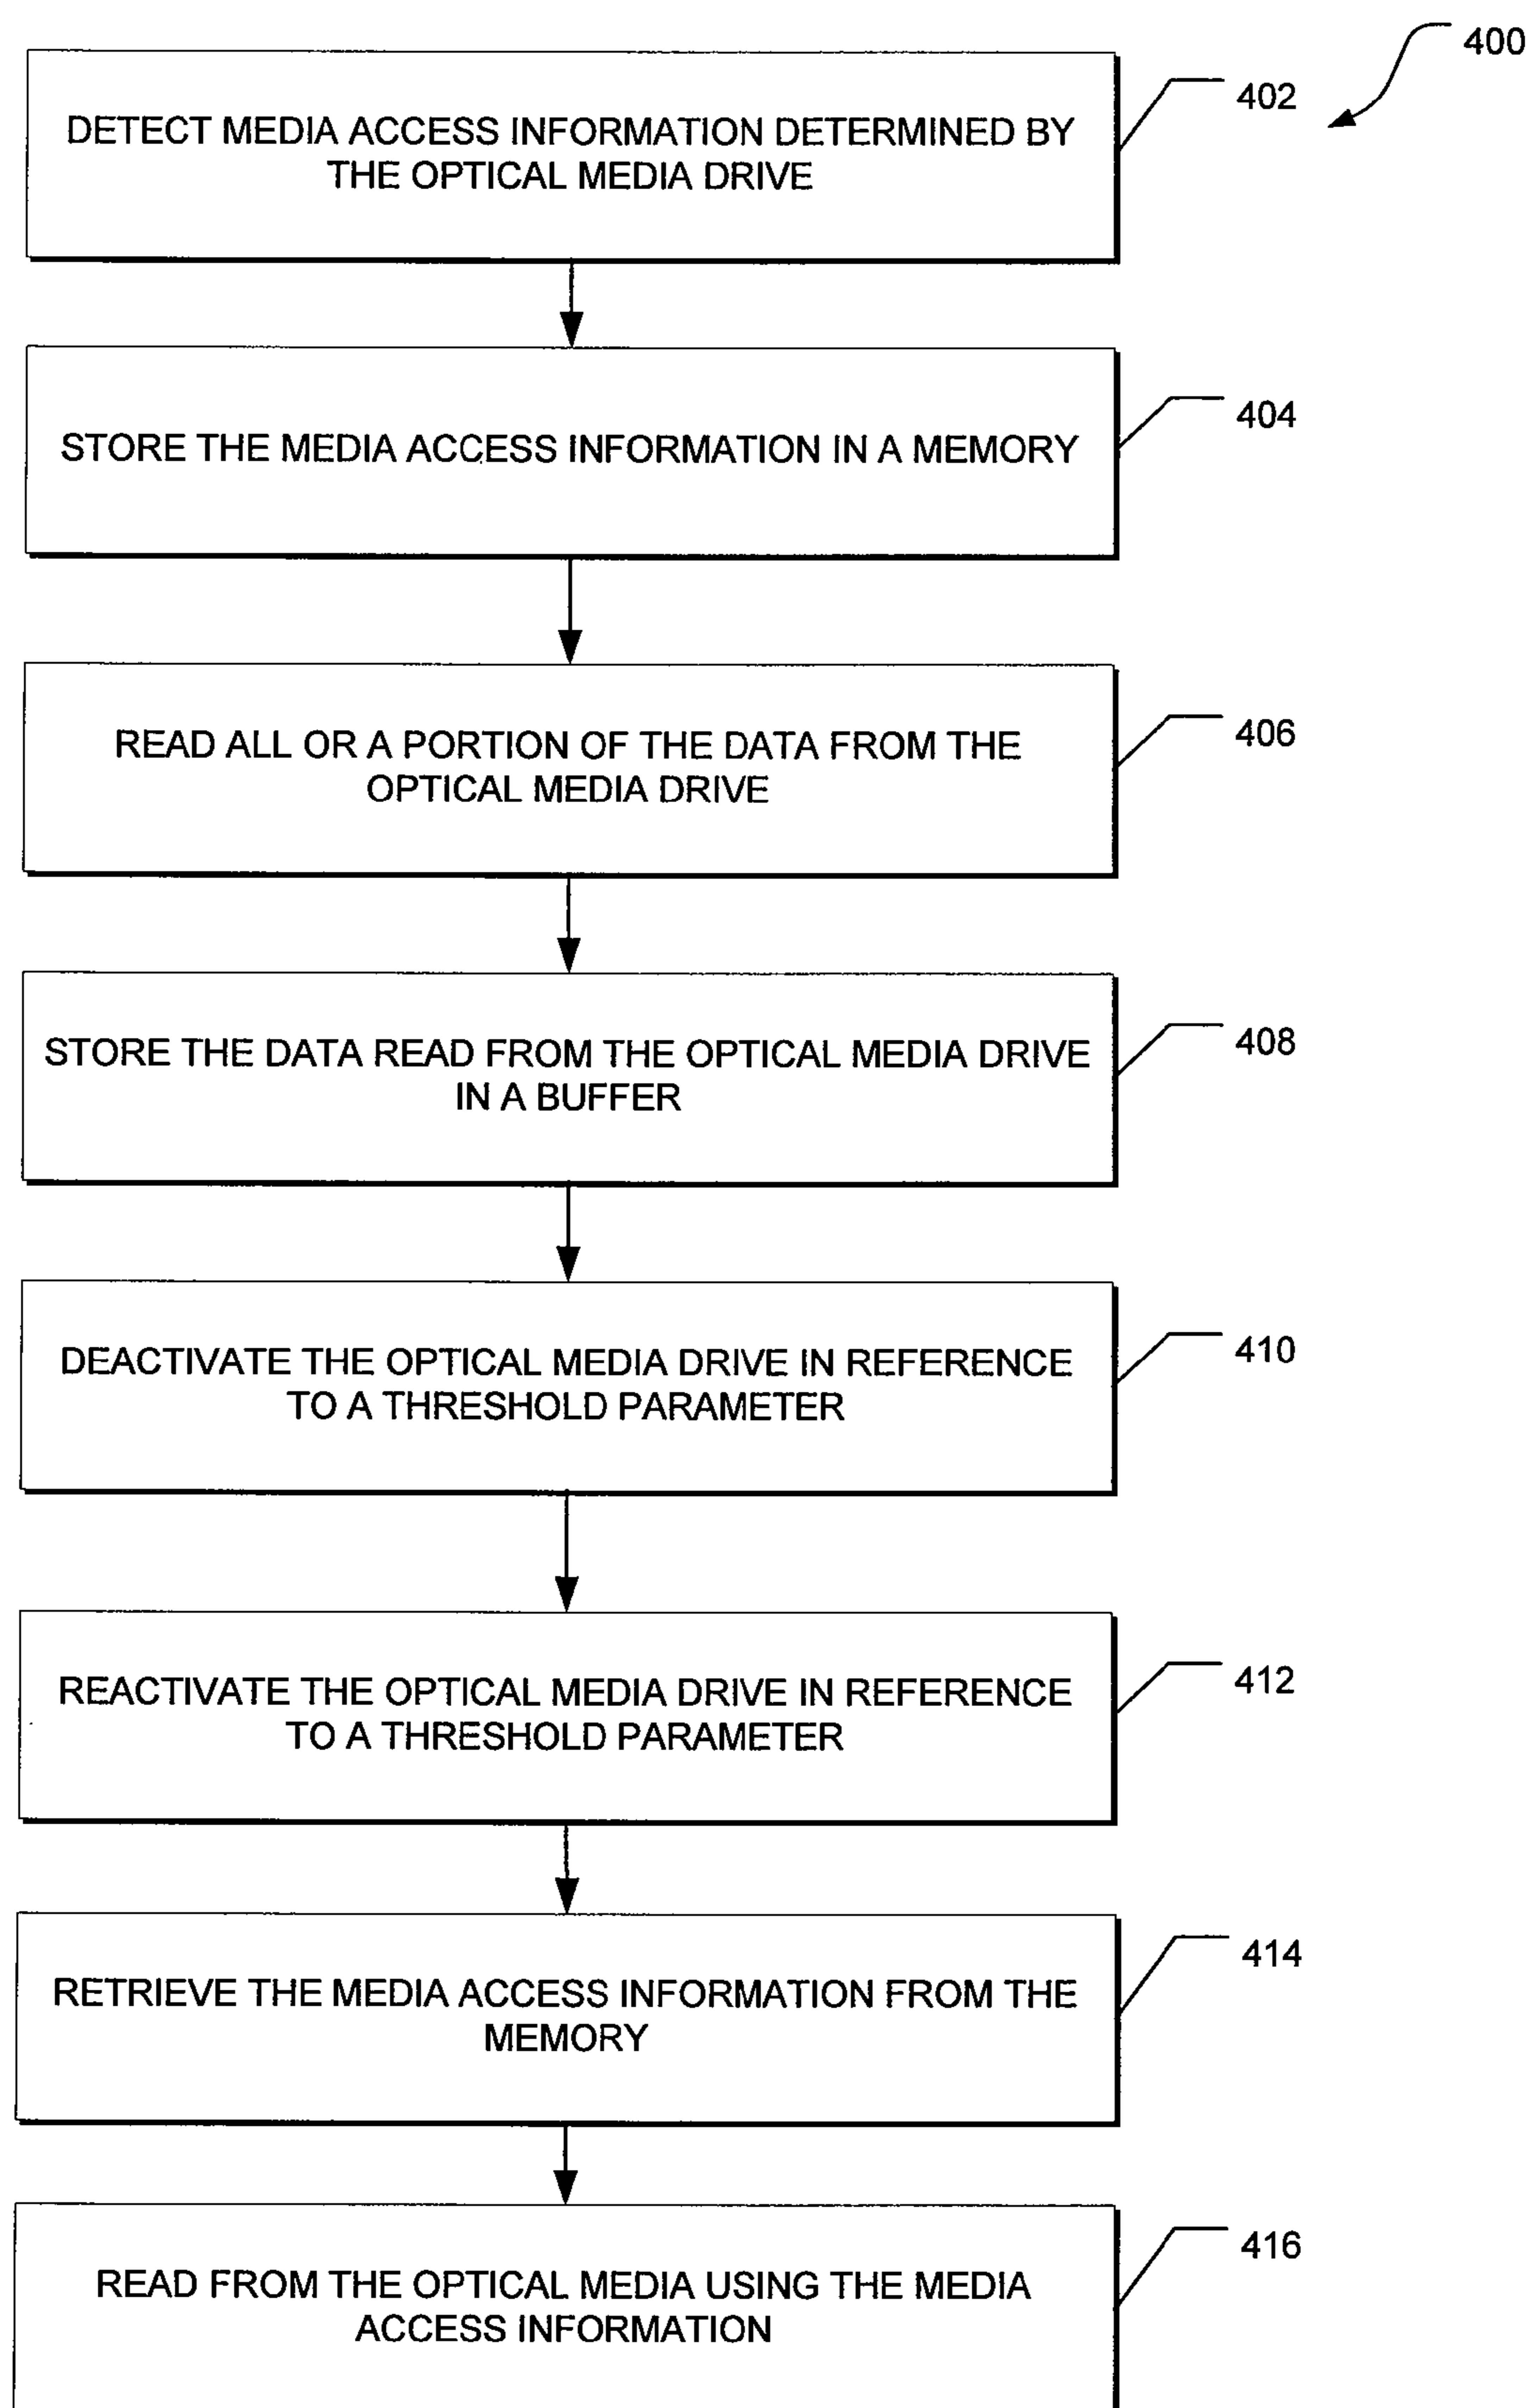 400
DETECT MEDIA ACCESS INFORMATION DETERMINED BY
THE OPTICAL MEDIA DRIVE
402
STORE THE MEDIA ACCESS INFORMATION IN A MEMORY
404
READ ALL OR A PORTION OF THE DATA FROM THE
OPTICAL MEDIA DRIVE
406
STORE THE DATA READ FROM THE OPTICAL MEDIA DRIVE
IN A BUFFER
408
DEACTIVATE THE OPTICAL MEDIA DRIVE IN REFERENCE
TO A THRESHOLD PARAMETER
410
REACTIVATE THE OPTICAL MEDIA DRIVE IN REFERENCE
TO A THRESHOLD PARAMETER
412
RETRIEVE THE MEDIA ACCESS INFORMATION FROM THE
MEMORY
414
READ FROM THE OPTICAL MEDIA USING THE MEDIA
ACCESS INFORMATION
416